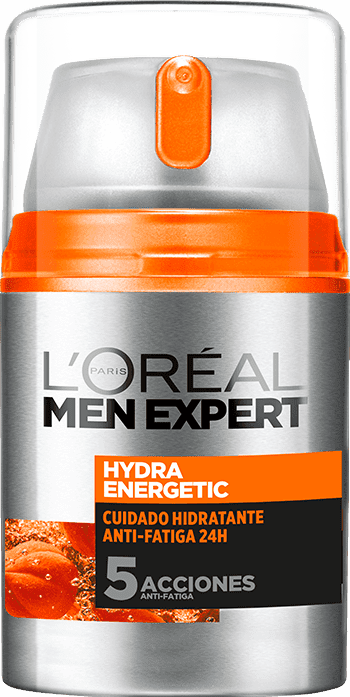 L'ORÉAL
PARIS
MEN EXPERT
HYDRA
ENERGETIC
CUIDADO HIDRATANTE
ANTI-FATIGA 24H
5 ACCIONES
ANTI-FATIGA